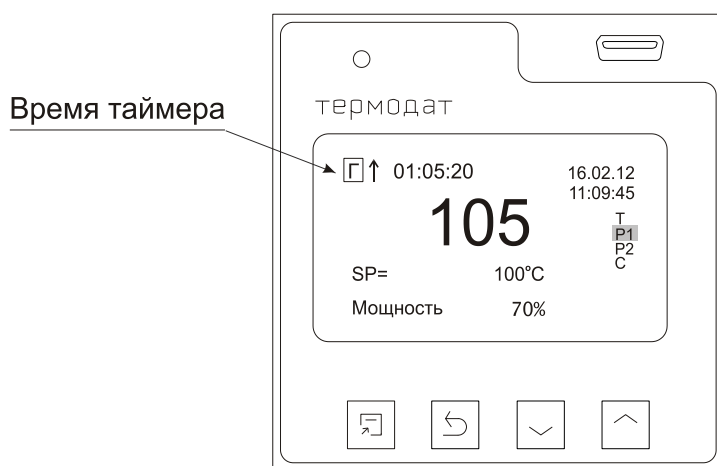 Время таймера
термодат
Г ↑ 01:05:20
16.02.12
11:09:45
105
T
P1
P2
C
SP= 100°C
Мощность 70%